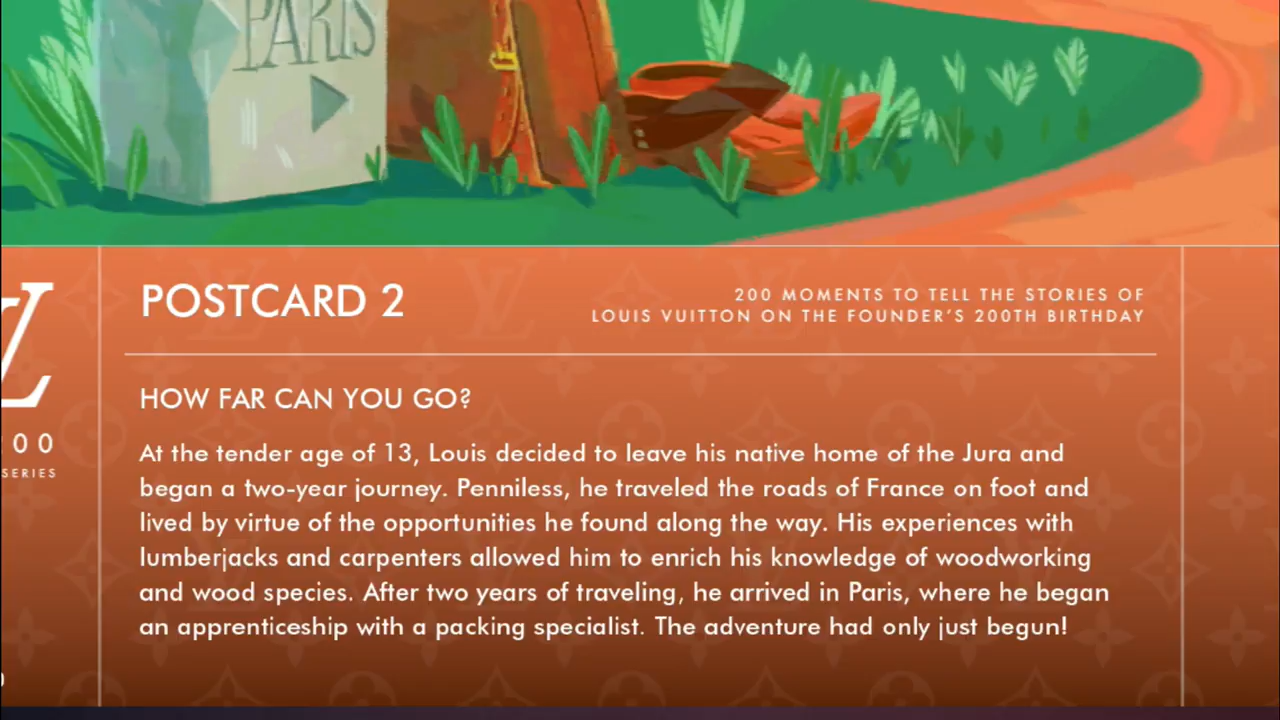 PARIS
POSTCARD 2
200 MOMENTS TO TELL THE STORIES OF
LOUIS VUITTON ON THE FOUNDER'S 200TH BIRTHDAY
HOW FAR CAN YOU GO?
At the tender age of 13, Louis decided to leave his native home of the Jura and
began a two-year journey. Penniless, he traveled the roads of France on foot and
lived by virtue of the opportunities he found along the way. His experiences with
lumberjacks and carpenters allowed him to enrich his knowledge of woodworking
and wood species. After two years of traveling, he arrived in Paris, where he began
an apprenticeship with a packing specialist. The adventure had only just begun!
LV
00
SERIES